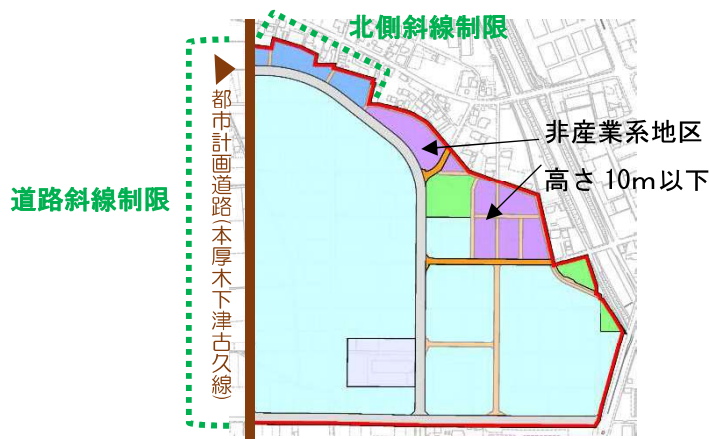 北側斜線制限
道路斜線制限
都市計画道路(本厚木下津古久線)
非産業系地区
高さ 10m以下